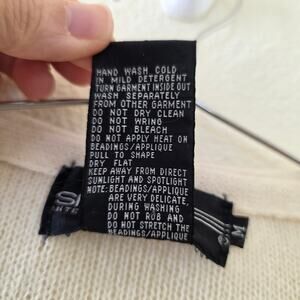 HAND WASH COLD
IN MILD DETERGENT
TURN GARMENT INSIDE OUT
WASH SEPARATELY
FROM OTHER GARMENT
DO NOT DRY CLEAN
DO NOT WRING
DO NOT BLEACH
DO NOT APPLY HEAT ON
BEADINGS/APPLIQUE
PULL TO SHAPE
DRY FLAT
KEEP AWAY FROM DIRECT
SUNLIGHT AND SPOTLIGHT
NOTE: BEADINGS/APPLIQUE
ARE VERY DELICATE,
DURING WASHING
DO NOT RUB AND
DO NOT STRETCH THE
BEADINGS/APPLIQUE
M